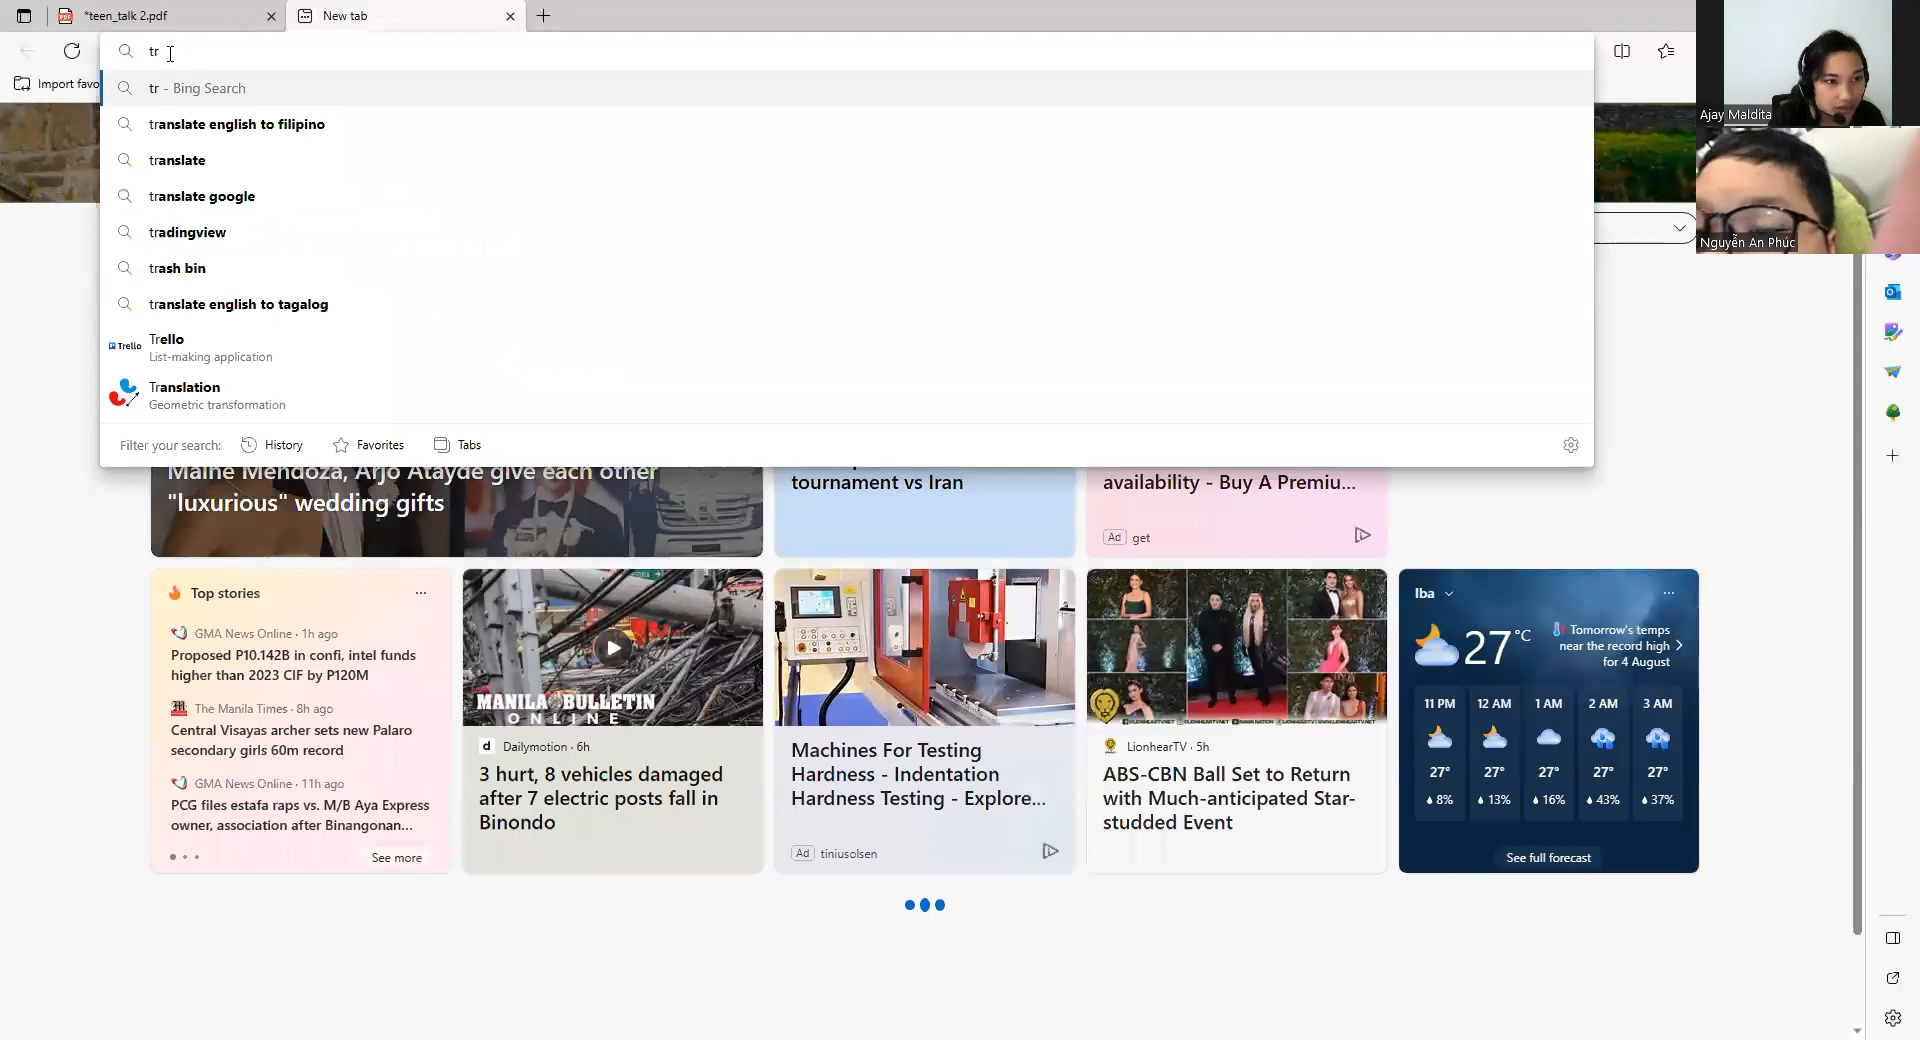 *teen_talk 2.pdf
New tab
tr
Import favo
tr - Bing Search
translate english to filipino
translate
translate google
tradingview
trash bin
translate english to tagalog
Trello
Trello
List-making application
Translation
Geometric transformation
Filter your search:
History
Favorites
Tabs
Ajay Maldita
Nguyễn An Phúc
Maine Mendoza, Arjo Atayde give each other
"luxurious" wedding gifts
tournament vs Iran
availability - Buy A Premiu...
Ad get
Top stories
GMA News Online · 1h ago
Proposed P10.142B in confi, intel funds
higher than 2023 CIF by P120M
The Manila Times · 8h ago
Central Visayas archer sets new Palaro
secondary girls 60m record
GMA News Online · 11h ago
PCG files estafa raps vs. M/B Aya Express
owner, association after Binangonan...
See more
MANILA BULLETIN
ONLINE
d Dailymotion · 6h
3 hurt, 8 vehicles damaged
after 7 electric posts fall in
Binondo
Machines For Testing
Hardness - Indentation
Hardness Testing - Explore...
Ad tiniusolsen
LionhearTV · 5h
ABS-CBN Ball Set to Return
with Much-anticipated Star-
studded Event
Iba
27°C
Tomorrow's temps
near the record high
for 4 August
11 PM 12 AM 1 AM 2 AM 3 AM
27° 27° 27° 27° 27°
8% 13% 16% 43% 37%
See full forecast